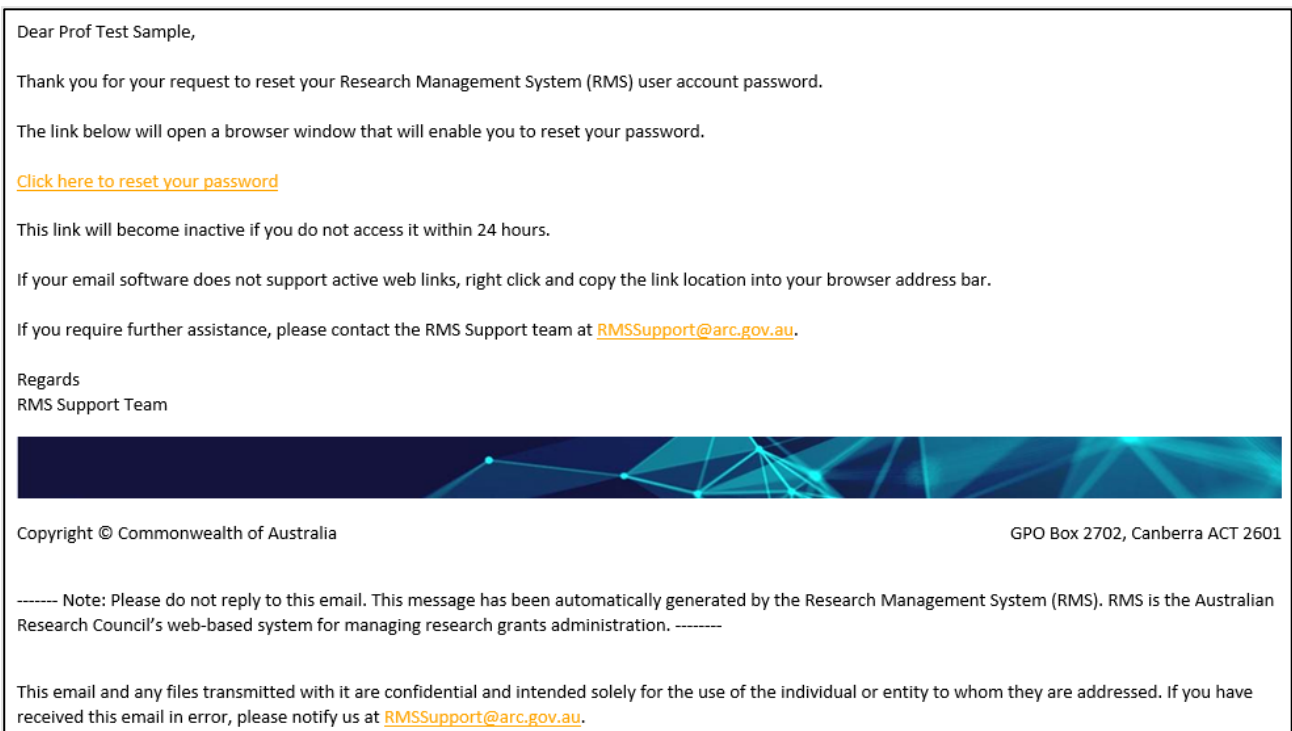 Dear Prof Test Sample,
Thank you for your request to reset your Research Management System (RMS) user account password.
The link below will open a browser window that will enable you to reset your password.
Click here to reset your password
This link will become inactive if you do not access it within 24 hours.
If your email software does not support active web links, right click and copy the link location into your browser address bar.
If you require further assistance, please contact the RMS Support team at RMSSupport@arc.gov.au.
Regards
RMS Support Team
Copyright © Commonwealth of Australia GPO Box 2702, Canberra ACT 2601
------- Note: Please do not reply to this email. This message has been automatically generated by the Research Management System (RMS). RMS is the Australian
Research Council’s web-based system for managing research grants administration. --------
This email and any files transmitted with it are confidential and intended solely for the use of the individual or entity to whom they are addressed. If you have
received this email in error, please notify us at RMSSupport@arc.gov.au.